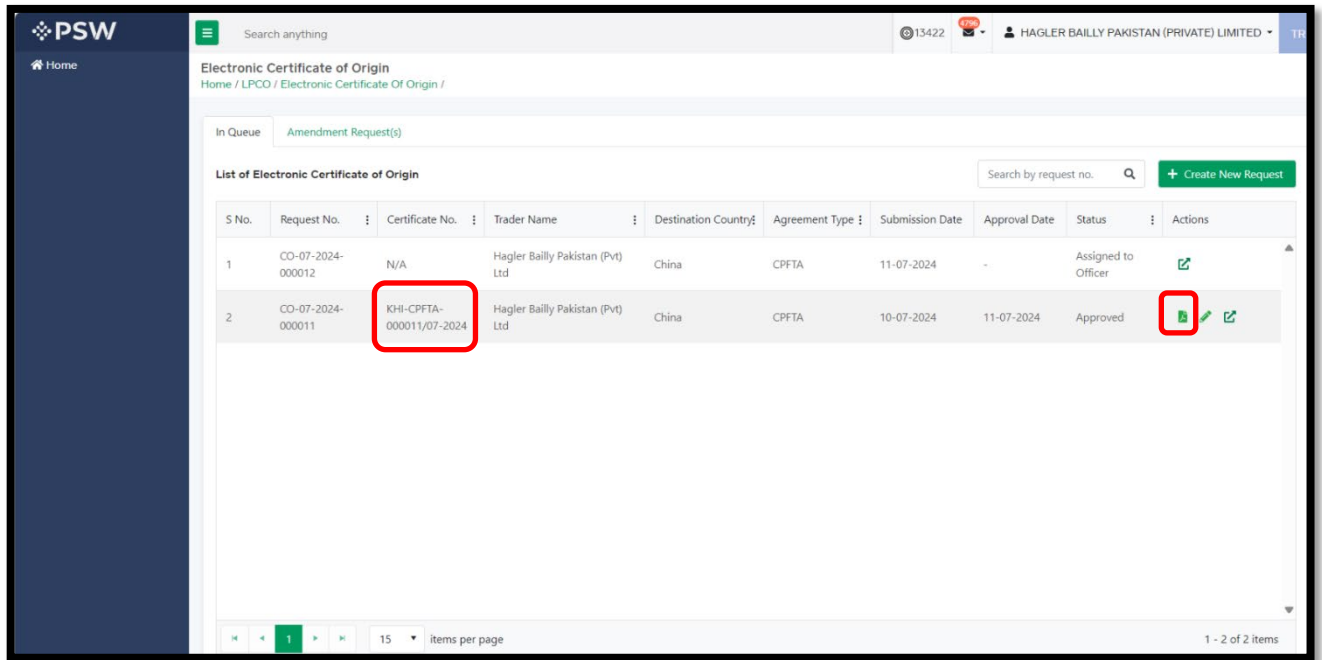 PSW
Search anything
13422
4796
HAGLER BAILLY PAKISTAN (PRIVATE) LIMITED
TR
Home
Electronic Certificate of Origin
Home / LPCO / Electronic Certificate Of Origin /
In Queue
Amendment Request(s)
List of Electronic Certificate of Origin
Search by request no.
+ Create New Request
S No. Request No. Certificate No. Trader Name Destination Country Agreement Type Submission Date Approval Date Status Actions
1 CO-07-2024-000012 N/A Hagler Bailly Pakistan (Pvt) Ltd China CPFTA 11-07-2024 - Assigned to Officer
2 CO-07-2024-000011 KHI-CPFTA-000011/07-2024 Hagler Bailly Pakistan (Pvt) Ltd China CPFTA 10-07-2024 11-07-2024 Approved
1 15 items per page 1 - 2 of 2 items